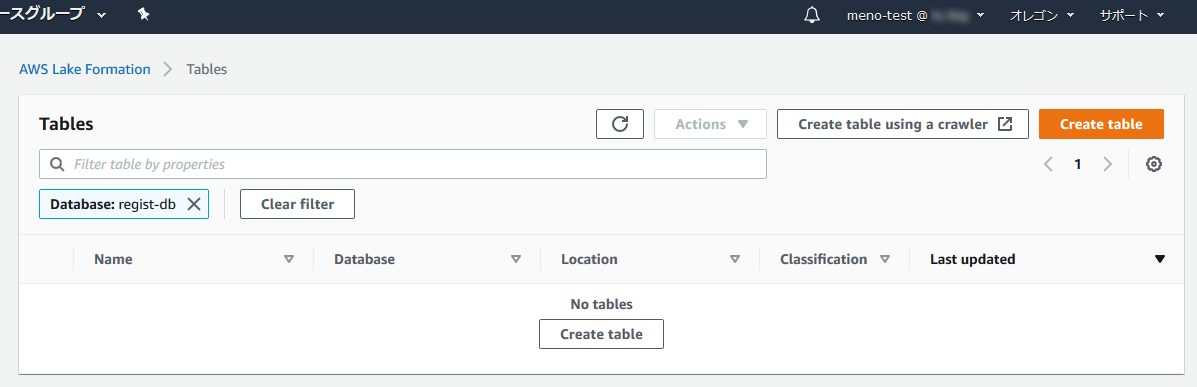 ースグループ
meno-test @
オレゴン
サポート
AWS Lake Formation
Tables
Tables
Actions
Create table using a crawler
Create table
Filter table by properties
1
Database: regist-db
Clear filter
Name
Database
Location
Classification
Last updated
No tables
Create table